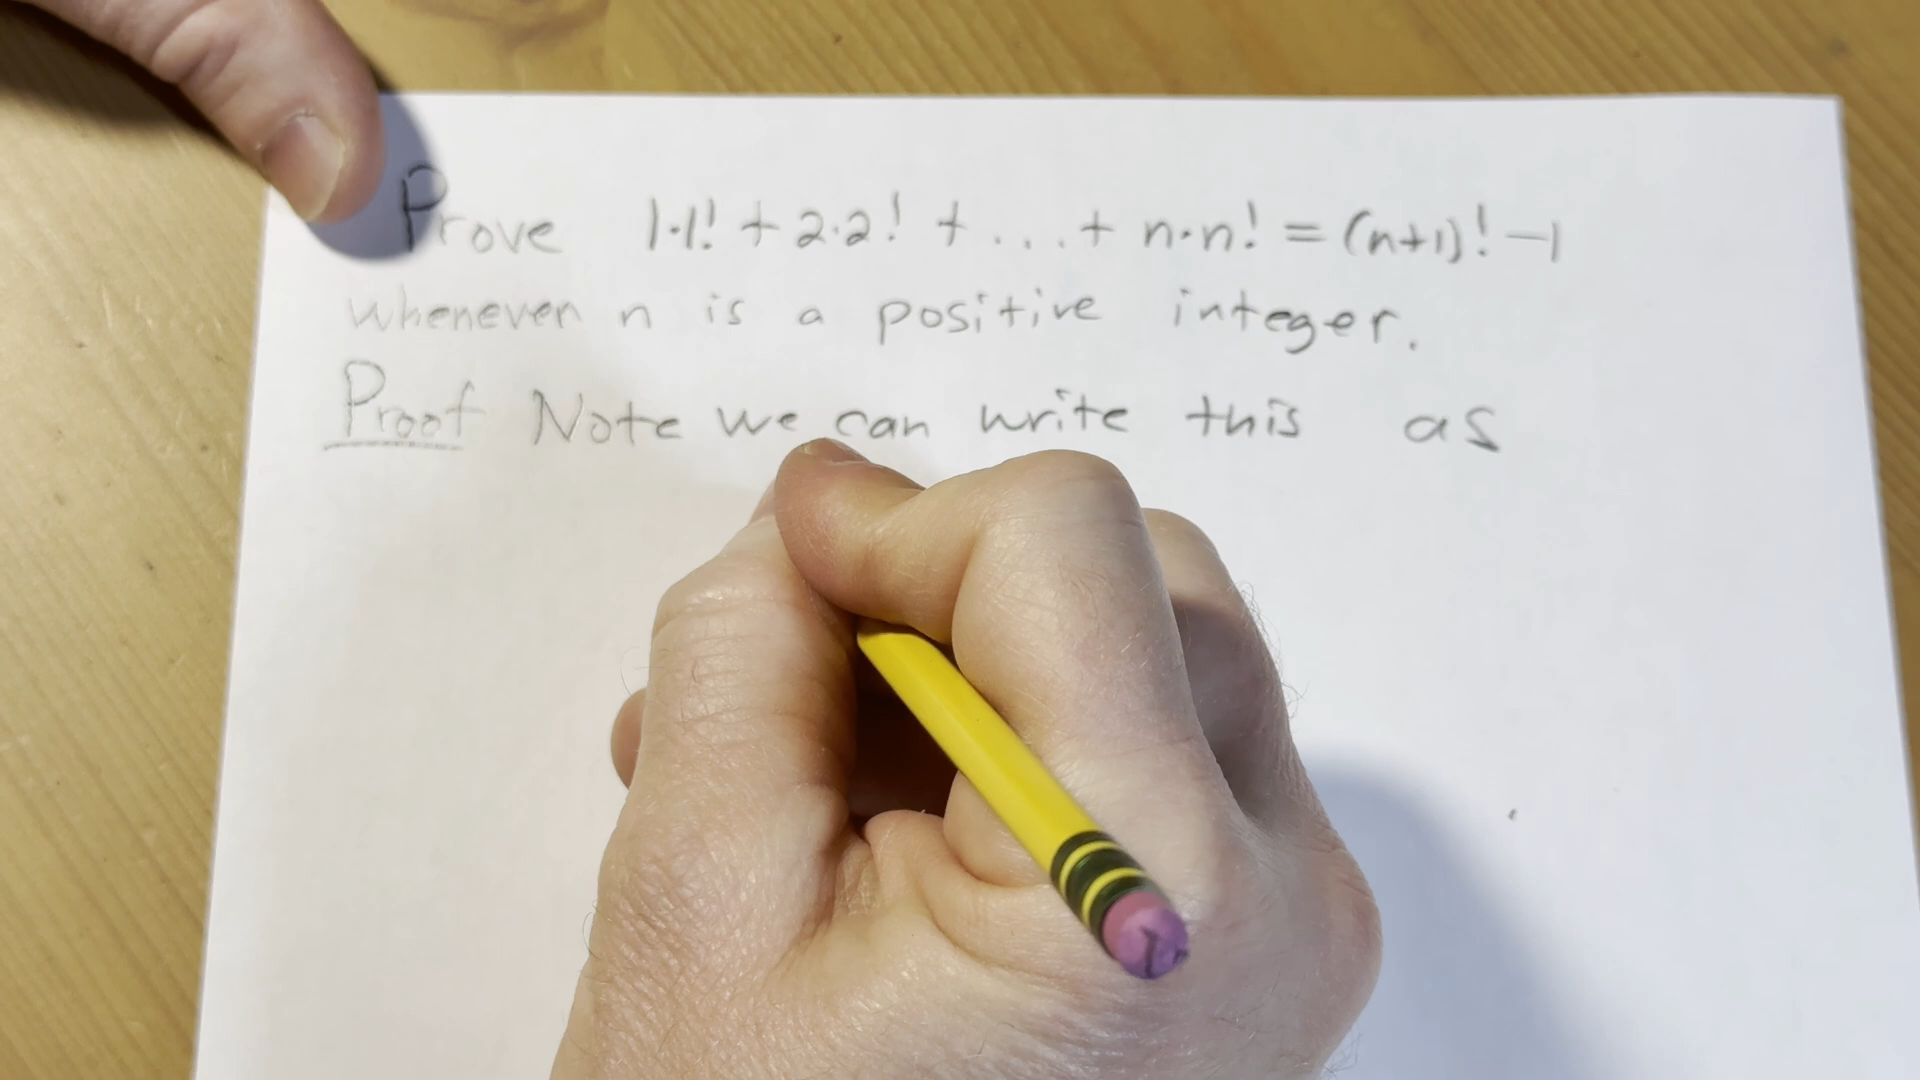 Prove 1·1! + 2·2! + ... + n·n! = (n+1)! - 1
whenever n is a positive integer.
Proof Note we can write this as